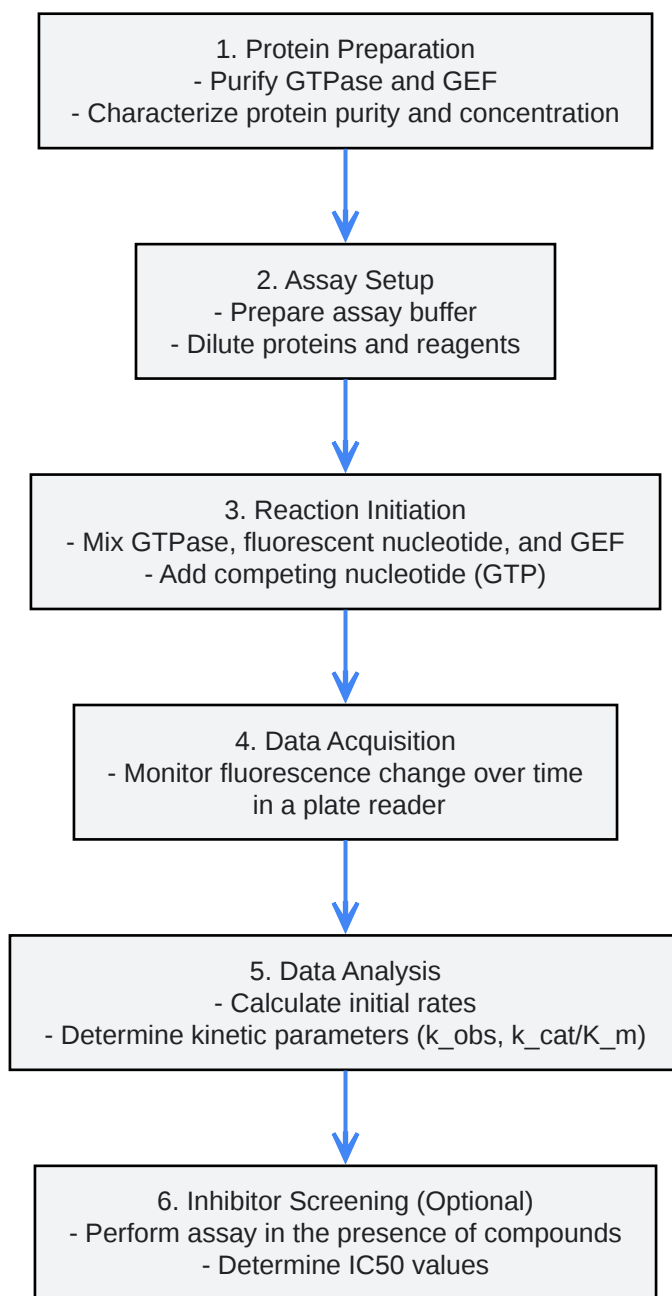 1. Protein Preparation
- Purify GTPase and GEF
- Characterize protein purity and concentration
2. Assay Setup
- Prepare assay buffer
- Dilute proteins and reagents
3. Reaction Initiation
- Mix GTPase, fluorescent nucleotide, and GEF
- Add competing nucleotide (GTP)
4. Data Acquisition
- Monitor fluorescence change over time
in a plate reader
5. Data Analysis
- Calculate initial rates
- Determine kinetic parameters (k_obs, k_cat/K_m)
6. Inhibitor Screening (Optional)
- Perform assay in the presence of compounds
- Determine IC50 values